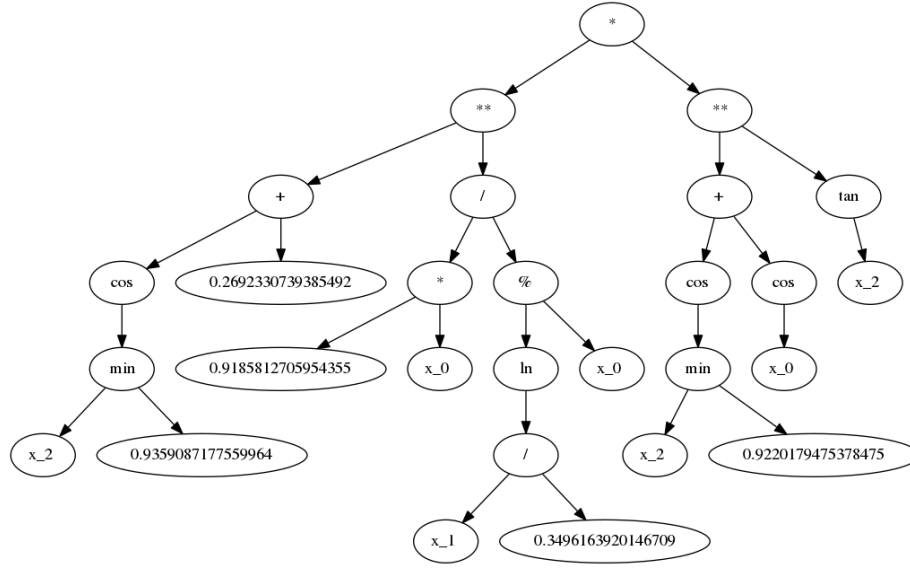 *
** **
+ / + tan
cos 0.2692330739385492 * % cos cos x_2
min 0.9185812705954355 x_0 ln x_0 min x_0
x_2 0.9359087177559964 / x_2 0.9220179475378475
x_1 0.3496163920146709